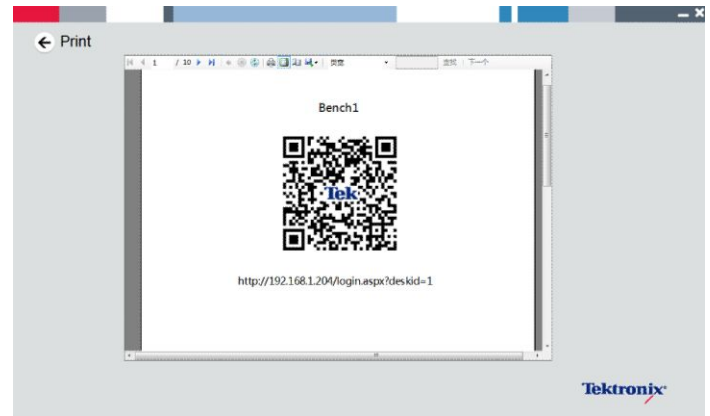 Print
1 / 10 页宽 查找 | 下一个
Bench1
Tek
http://192.168.1.204/login.aspx?deskid=1
Tektronix